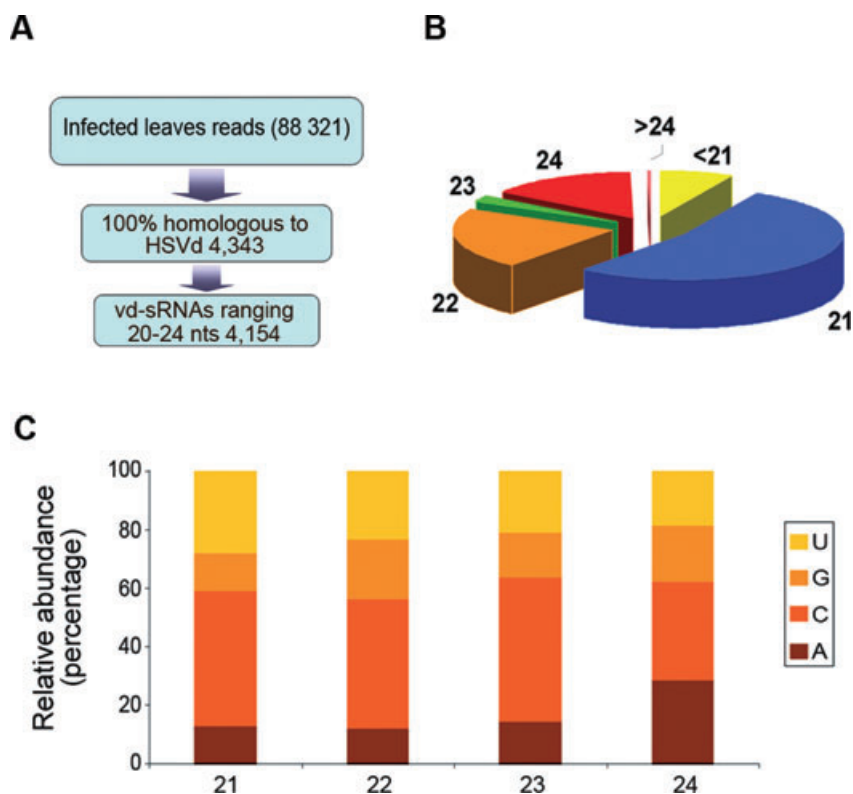 A
Infected leaves reads (88 321)
100% homologous to
HSVd 4,343
vd-sRNAs ranging
20-24 nts 4,154
B
>24
<21
24
23
22
21
C
Relative abundance
(percentage)
100
80
60
40
20
0
21
22
23
24
U
G
C
A